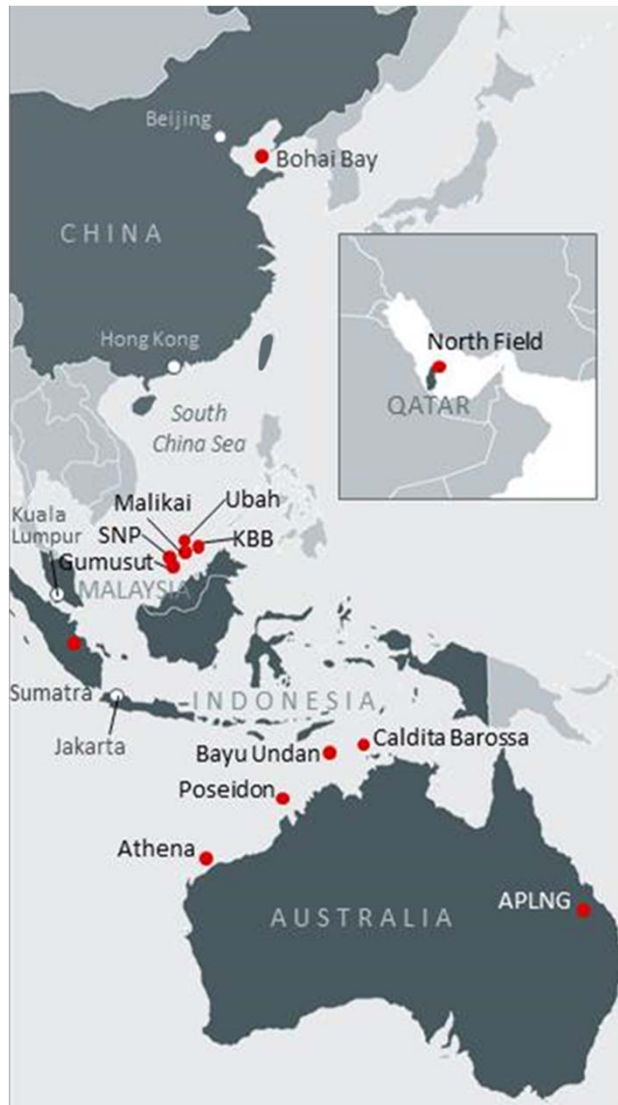 Beijing
Bohai Bay
CHINA
North Field
QATAR
Hong Kong
South
China Sea
Malikai
Ubah
Kuala
Lumpur
SNP
KBB
Gumusut
MALAYSIA
Sumatra
INDONESIA
Jakarta
Caldita Barossa
Bayu Undan
Poseidon
Athena
APLNG
AUSTRALIA